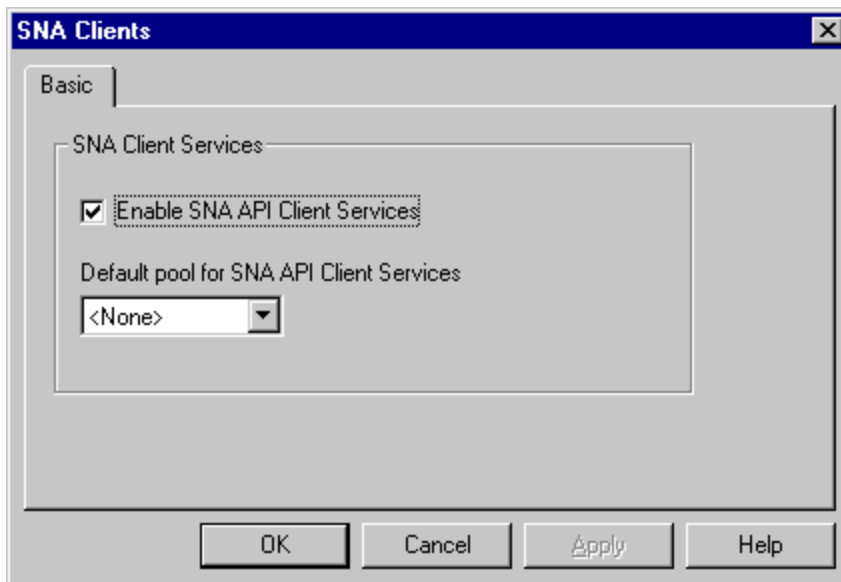 SNA Clients
Basic
SNA Client Services
Enable SNA API Client Services
Default pool for SNA API Client Services
<None>
OK Cancel Apply Help